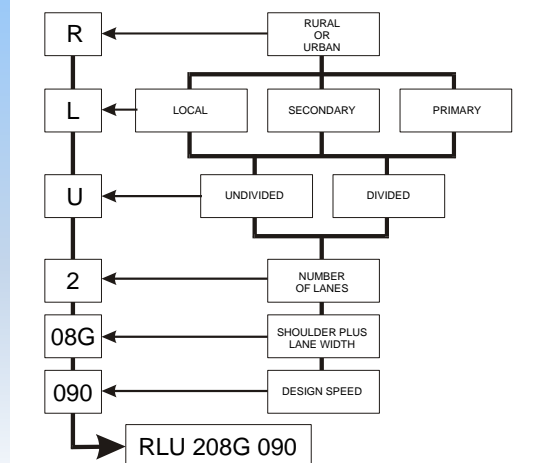 R
RURAL
OR
URBAN
L
LOCAL
SECONDARY
PRIMARY
U
UNDIVIDED
DIVIDED
2
NUMBER
OF LANES
08G
SHOULDER PLUS
LANE WIDTH
090
DESIGN SPEED
RLU 208G 090